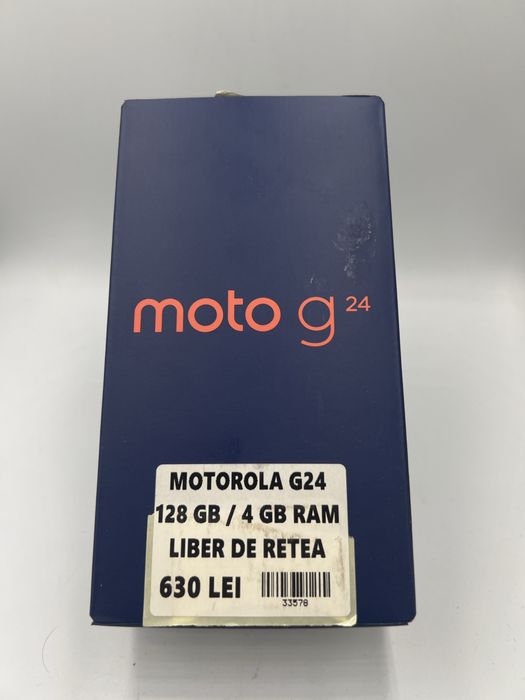 moto g 24
MOTOROLA G24
128 GB / 4 GB RAM
LIBER DE RETEA
630 LEI
33578